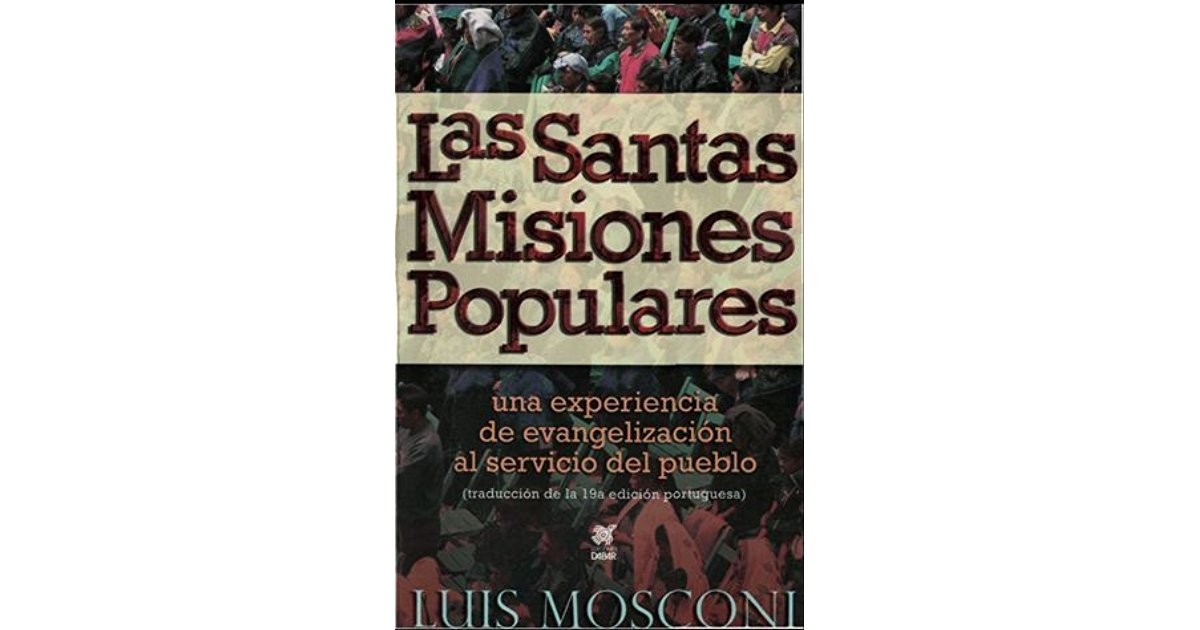 Las Santas
Misiones
Populares
una experiencia
de evangelización
al servicio del pueblo
(traducción de la 19a edición portuguesa)
DABAR
LUIS MOSCONI